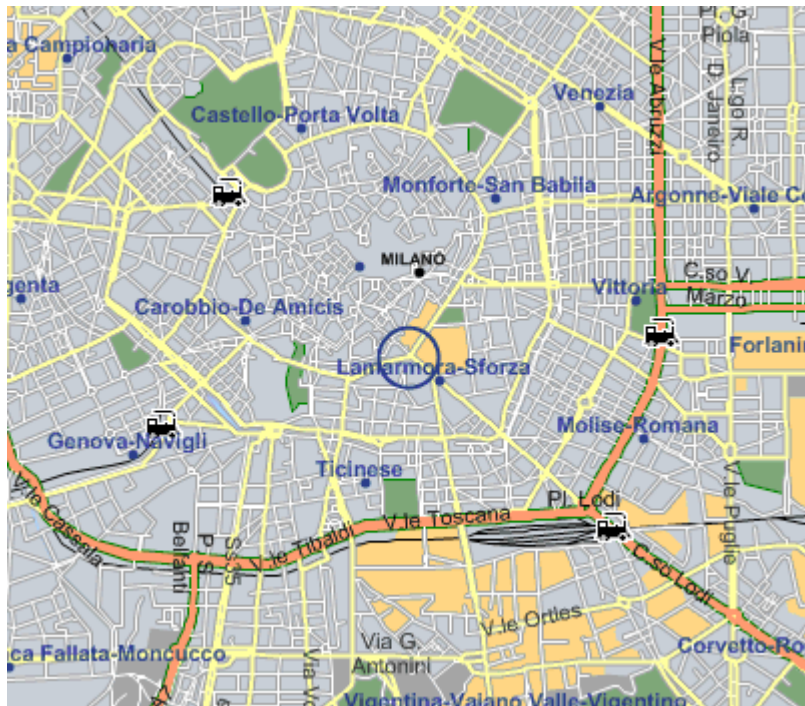 Pl. G.
Piola
a Campionaria
V.le Abruzzi
D. Janeiro
L.go R.
Venezia
Castello-Porta Volta
Monforte-San Babila
Argonne-Viale Co
MILANO
C.so V.
Marzo
genta
Vittoria
Carobbio-De Amicis
Forlanin
Lamarmora-Sforza
Molise-Romana
Genova-Navigli
Ticinese
V.le Puglie
V.le Cassala
Pl. Lodi
V.le Toscana
V.le Tibaldi
P. S.
Bellanti
Ss35
C.so Lodi
V.le Ortles
Via G.
Antonini
Corvetto-Ro
ca Fallata-Moncucco
Vigentina-Vaiano Valle-Vigentino